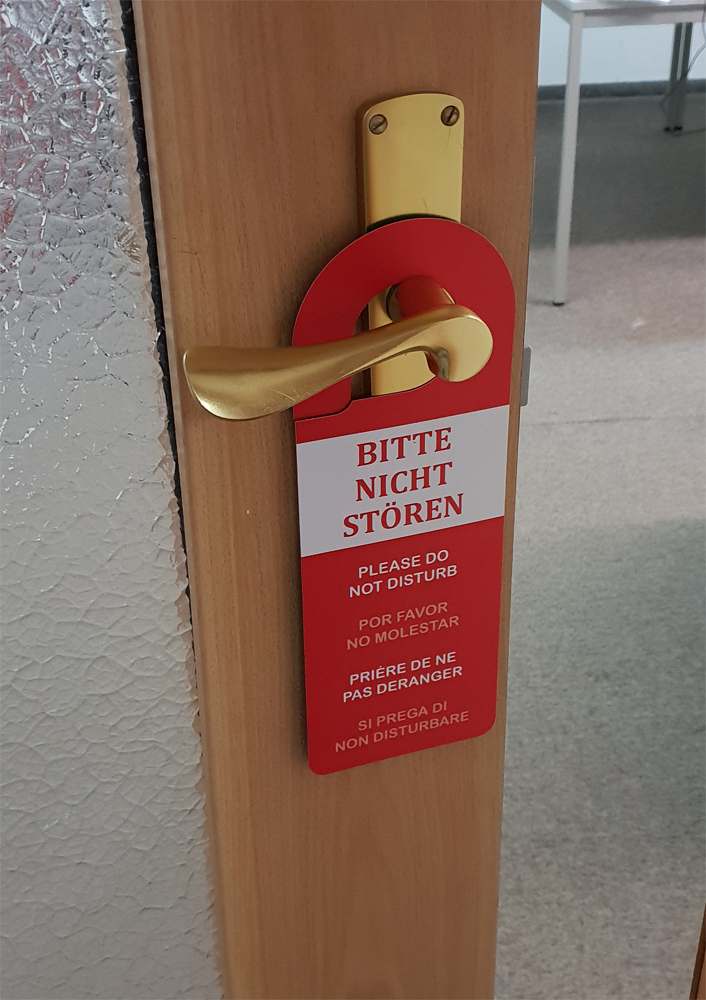 BITTE
NICHT
STÖREN
PLEASE DO
NOT DISTURB
POR FAVOR
NO MOLESTAR
PRIÉRE DE NE
PAS DERANGER
SI PREGA DI
NON DISTURBARE